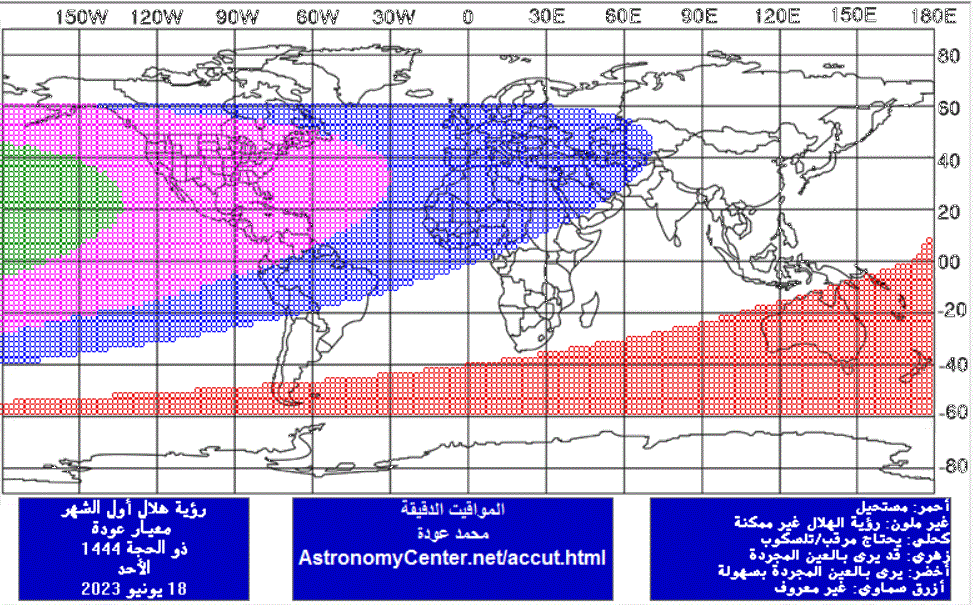 150W 120W 90W 60W 30W 0 30E 60E 90E 120E 150E 180E
80
60
40
20
00
-20
-40
-60
-80
رؤية هلال أول الشهر
معيار عودة
ذو الحجة 1444
الأحد
18 يونيو 2023
المواقيت الدقيقة
محمد عودة
AstronomyCenter.net/accut.html
أحمر: مستحيل
غير ملون: رؤية الهلال غير ممكنة
كحلي: يحتاج مرقب/تلسكوب
زهري: قد يرى بالعين المجردة
أخضر: يرى بالعين المجردة بسهولة
أزرق سماوي: غير معروف